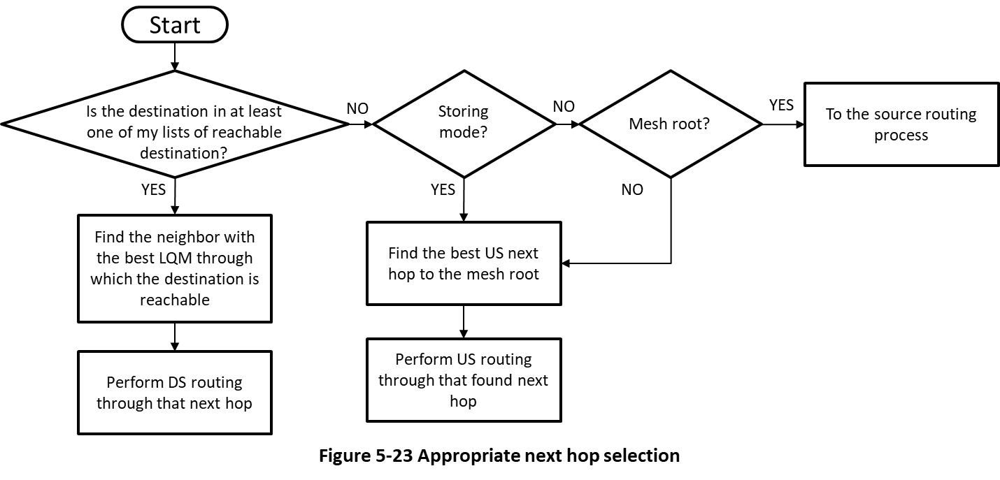 Start
Is the destination in at least
one of my lists of reachable
destination?
NO
Storing
mode?
NO
Mesh root?
YES
To the source routing
process
YES
YES
NO
Find the neighbor with
the best LQM through
which the destination is
reachable
Find the best US next
hop to the mesh root
Perform DS routing
through that next hop
Perform US routing
through that found next
hop
Figure 5-23 Appropriate next hop selection